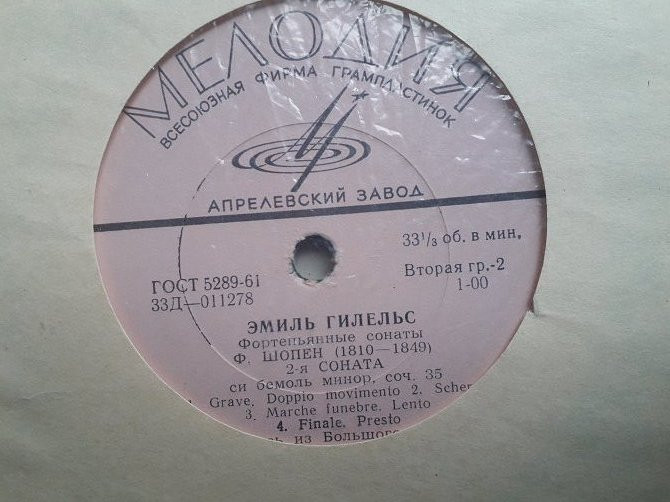 МЕЛОДИЯ
ВСЕСОЮЗНАЯ ФИРМА ГРАМПЛАСТИНОК
АПРЕЛЕВСКИЙ ЗАВОД
33⅓ об. в мин.
ГОСТ 5289-61
Вторая гр.-2
33Д—011278
1-00
ЭМИЛЬ ГИЛЕЛЬС
Фортепьянные сонаты
Ф. ШОПЕН (1810—1849)
2-я СОНАТА
си бемоль минор, соч. 35
Grave. Doppio movimento 2. Scher
3. Marche funebre. Lento
4. Finale. Presto
ь из Большого